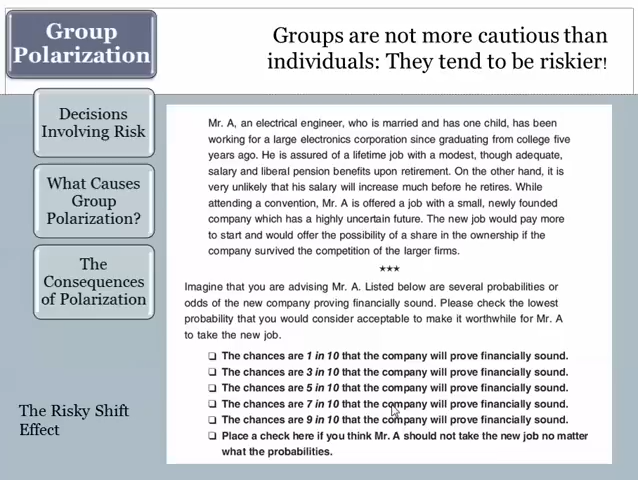 Group
Polarization
Groups are not more cautious than
individuals: They tend to be riskier!
Decisions
Involving Risk
What Causes
Group
Polarization?
The
Consequences
of Polarization
The Risky Shift
Effect
Mr. A, an electrical engineer, who is married and has one child, has been
working for a large electronics corporation since graduating from college five
years ago. He is assured of a lifetime job with a modest, though adequate,
salary and liberal pension benefits upon retirement. On the other hand, it is
very unlikely that his salary will increase much before he retires. While
attending a convention, Mr. A is offered a job with a small, newly founded
company which has a highly uncertain future. The new job would pay more
to start and would offer the possibility of a share in the ownership if the
company survived the competition of the larger firms.
***
Imagine that you are advising Mr. A. Listed below are several probabilities or
odds of the new company proving financially sound. Please check the lowest
probability that you would consider acceptable to make it worthwhile for Mr. A
to take the new job.
❏ The chances are 1 in 10 that the company will prove financially sound.
❏ The chances are 3 in 10 that the company will prove financially sound.
❏ The chances are 5 in 10 that the company will prove financially sound.
❏ The chances are 7 in 10 that the company will prove financially sound.
❏ The chances are 9 in 10 that the company will prove financially sound.
❏ Place a check here if you think Mr. A should not take the new job no matter
what the probabilities.